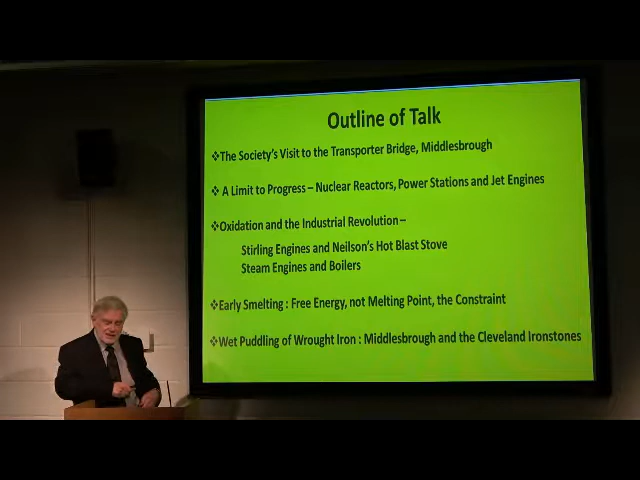 Outline of Talk
❖The Society's Visit to the Transporter Bridge, Middlesbrough
❖ A Limit to Progress – Nuclear Reactors, Power Stations and Jet Engines
❖Oxidation and the Industrial Revolution –
Stirling Engines and Neilson's Hot Blast Stove
Steam Engines and Boilers
❖Early Smelting : Free Energy, not Melting Point, the Constraint
❖Wet Puddling of Wrought Iron : Middlesbrough and the Cleveland Ironstones